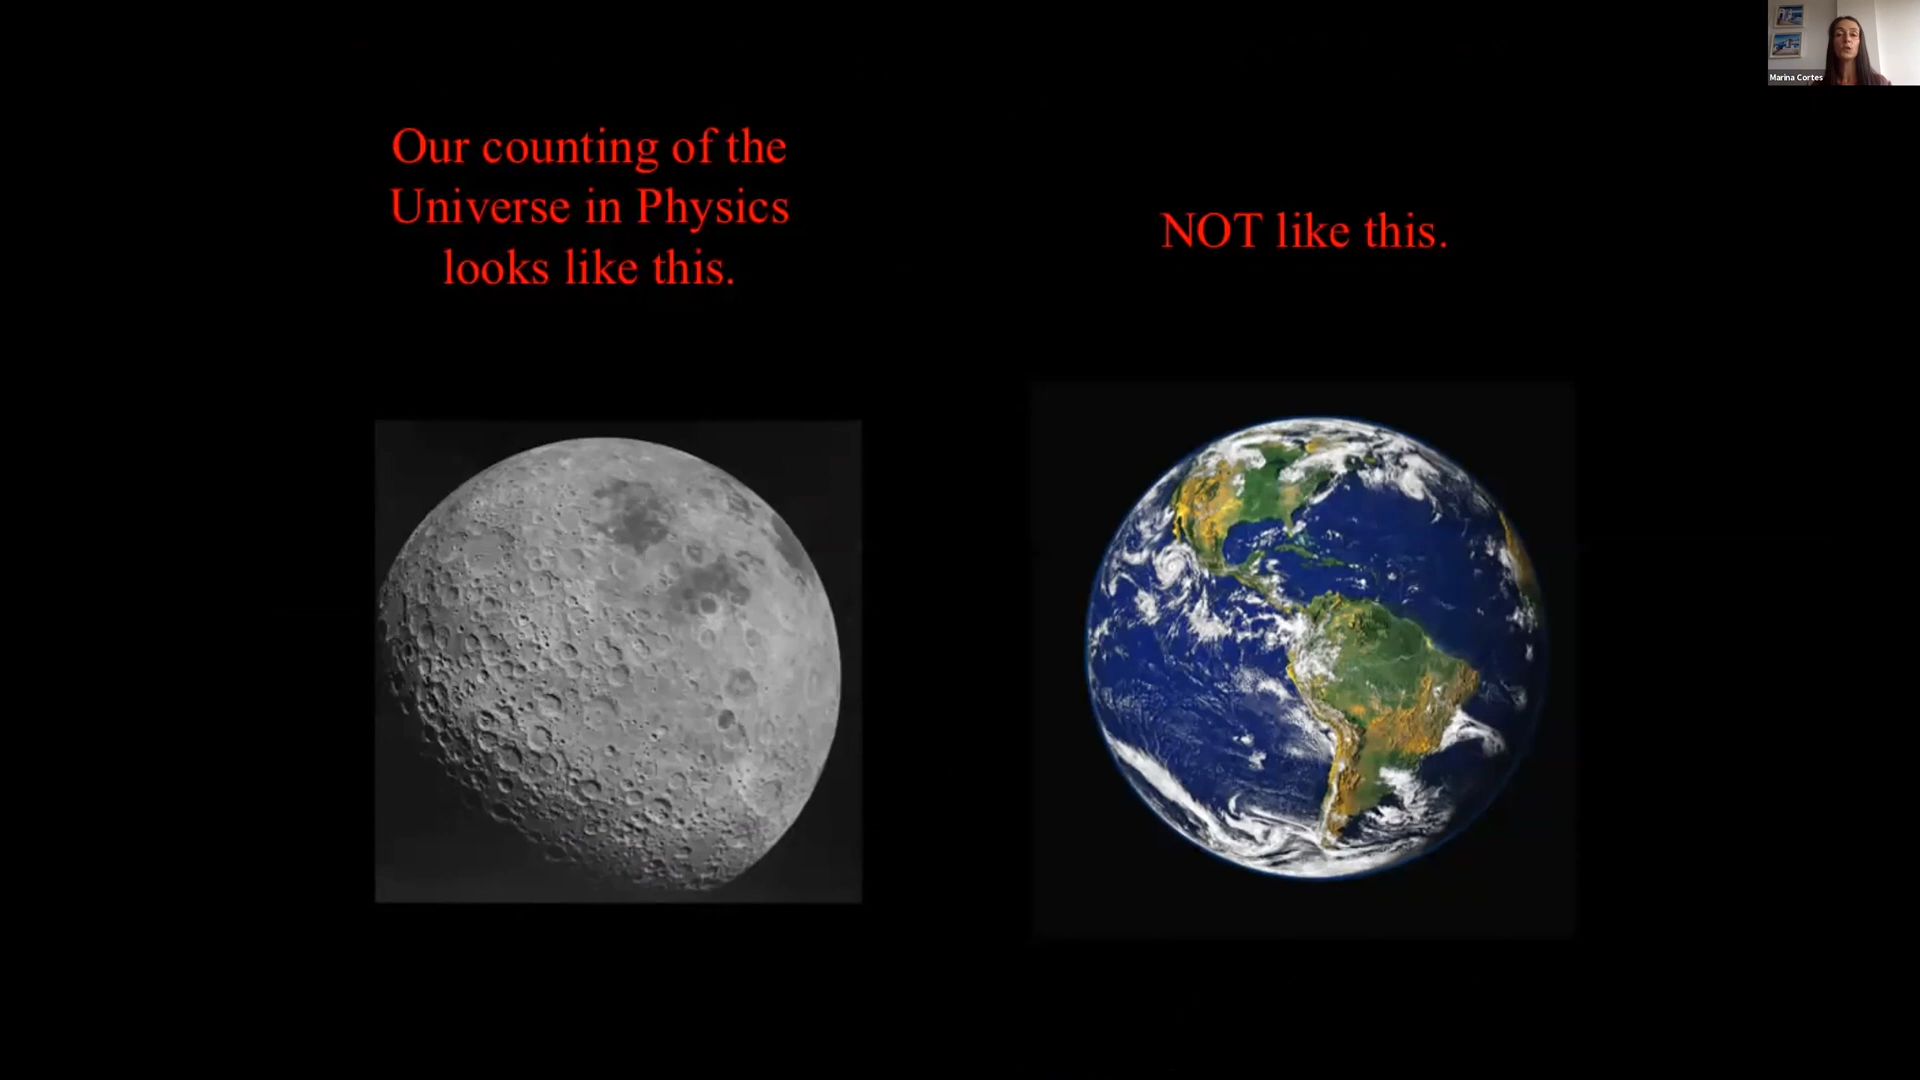 Our counting of the
Universe in Physics
looks like this.
NOT like this.
Marina Cortes